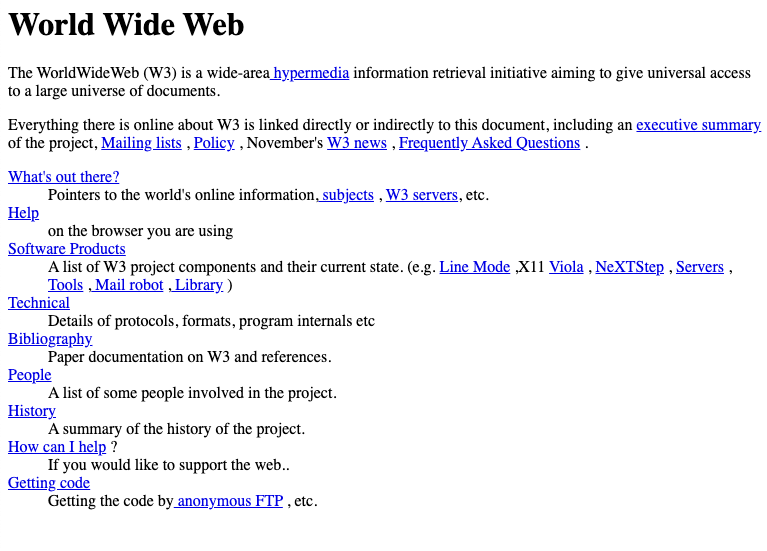 World Wide Web
The WorldWideWeb (W3) is a wide-area hypermedia information retrieval initiative aiming to give universal access
to a large universe of documents.
Everything there is online about W3 is linked directly or indirectly to this document, including an executive summary
of the project, Mailing lists , Policy , November's W3 news , Frequently Asked Questions .
What's out there?
Pointers to the world's online information, subjects , W3 servers, etc.
Help
on the browser you are using
Software Products
A list of W3 project components and their current state. (e.g. Line Mode ,X11 Viola , NeXTStep , Servers ,
Tools , Mail robot , Library )
Technical
Details of protocols, formats, program internals etc
Bibliography
Paper documentation on W3 and references.
People
A list of some people involved in the project.
History
A summary of the history of the project.
How can I help ?
If you would like to support the web..
Getting code
Getting the code by anonymous FTP , etc.